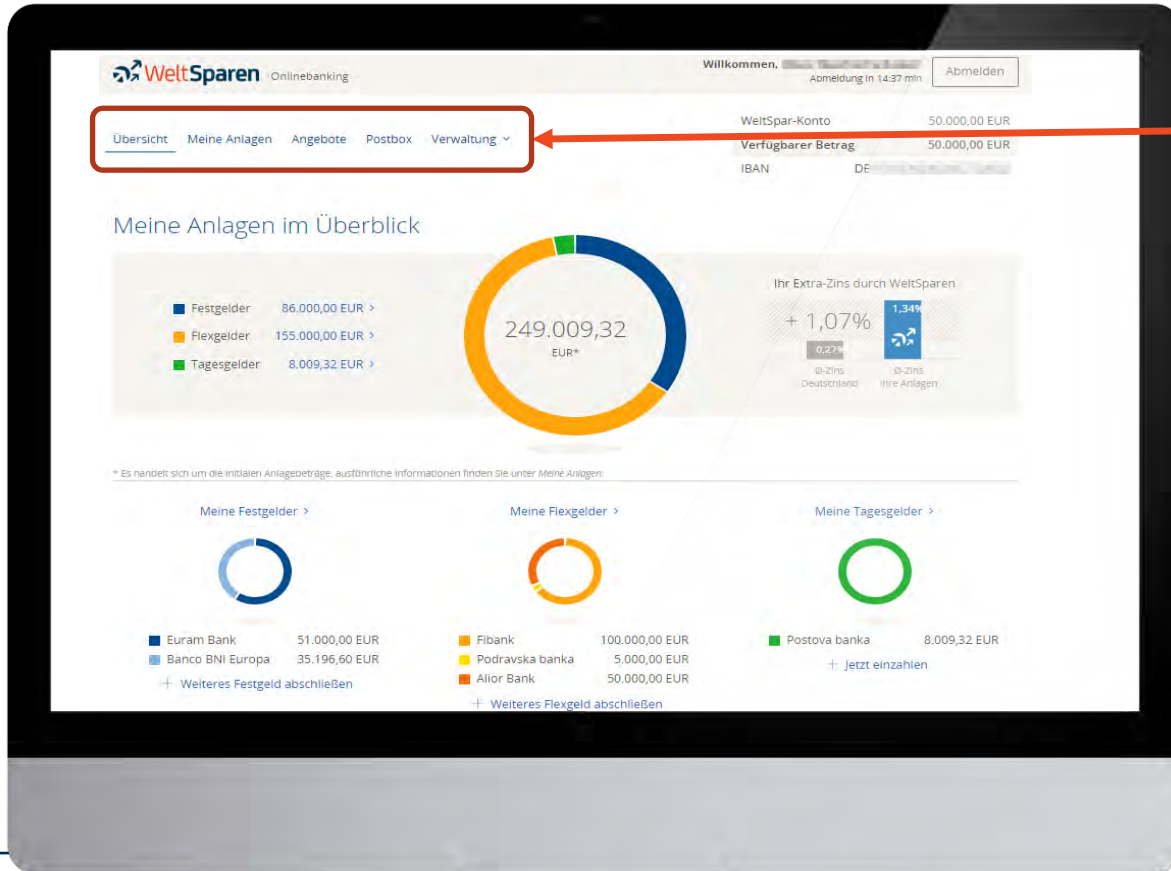 WeltSparen Onlinebanking
Willkommen,
Abmeldung in 14:37 min
Abmelden
Übersicht Meine Anlagen Angebote Postbox Verwaltung
WeltSpar-Konto 50.000,00 EUR
Verfügbarer Betrag 50.000,00 EUR
IBAN DE
Meine Anlagen im Überblick
Festgelder 86.000,00 EUR >
Flexgelder 155.000,00 EUR >
Tagesgelder 8.009,32 EUR >
249.009,32
EUR*
Ihr Extra-Zins durch WeltSparen
+ 1,07%
1,34%
0,27%
Ø-Zins
Deutschland
Ø-Zins
Ihre Anlagen
* Es handelt sich um die initialen Anlagebeträge, ausführliche Informationen finden Sie unter Meine Anlagen.
Meine Festgelder >
Euram Bank 51.000,00 EUR
Banco BNI Europa 35.196,60 EUR
+ Weiteres Festgeld abschließen
Meine Flexgelder >
Fibank 100.000,00 EUR
Podravska banka 5.000,00 EUR
Alior Bank 50.000,00 EUR
+ Weiteres Flexgeld abschließen
Meine Tagesgelder >
Postova banka 8.009,32 EUR
+ Jetzt einzahlen